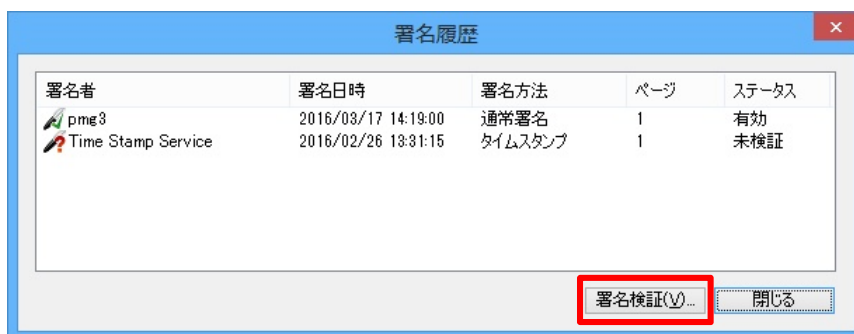 署名履歴
署名者 署名日時 署名方法 ページ ステータス
pmg3 2016/03/17 14:19:00 通常署名 1 有効
Time Stamp Service 2016/02/26 13:31:15 タイムスタンプ 1 未検証
署名検証(V)... 閉じる